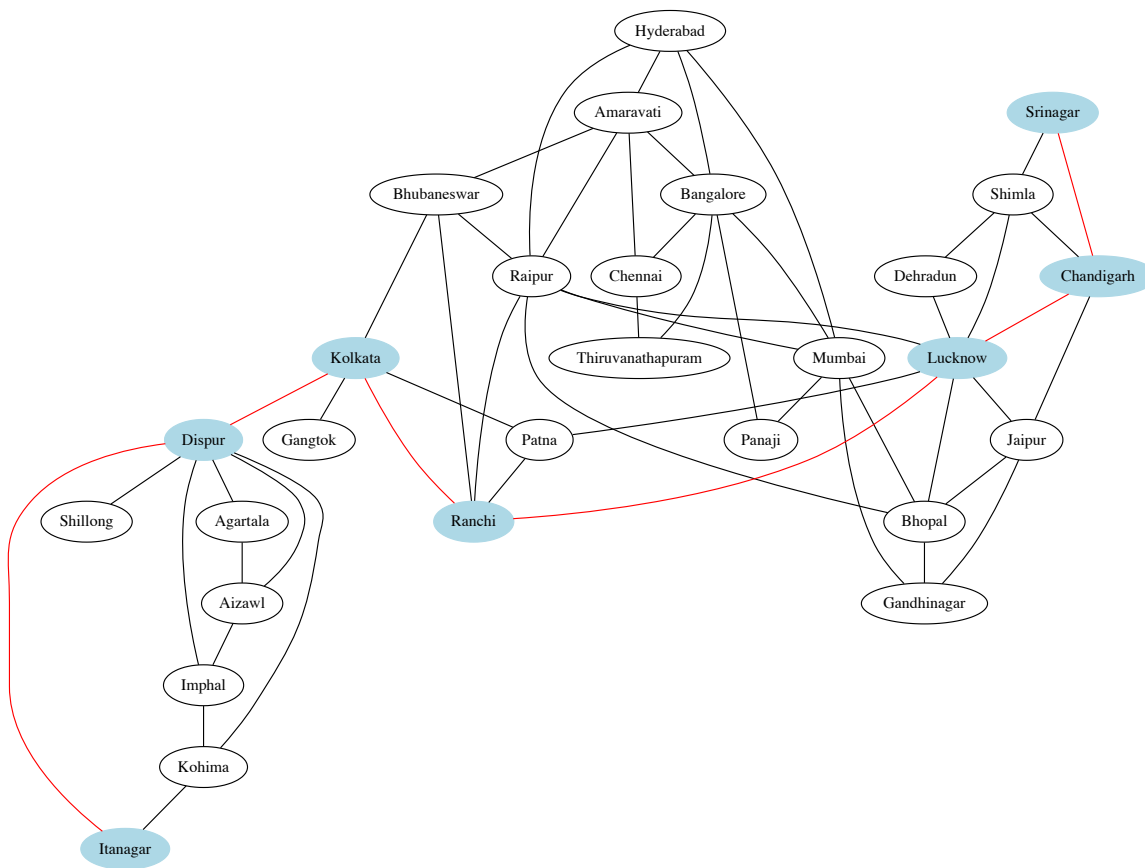 Hyderabad
Amaravati
Srinagar
Bhubaneswar
Bangalore
Shimla
Raipur
Chennai
Dehradun
Chandigarh
Kolkata
Thiruvanathapuram
Mumbai
Lucknow
Dispur
Gangtok
Patna
Panaji
Jaipur
Shillong
Agartala
Ranchi
Bhopal
Aizawl
Gandhinagar
Imphal
Kohima
Itanagar